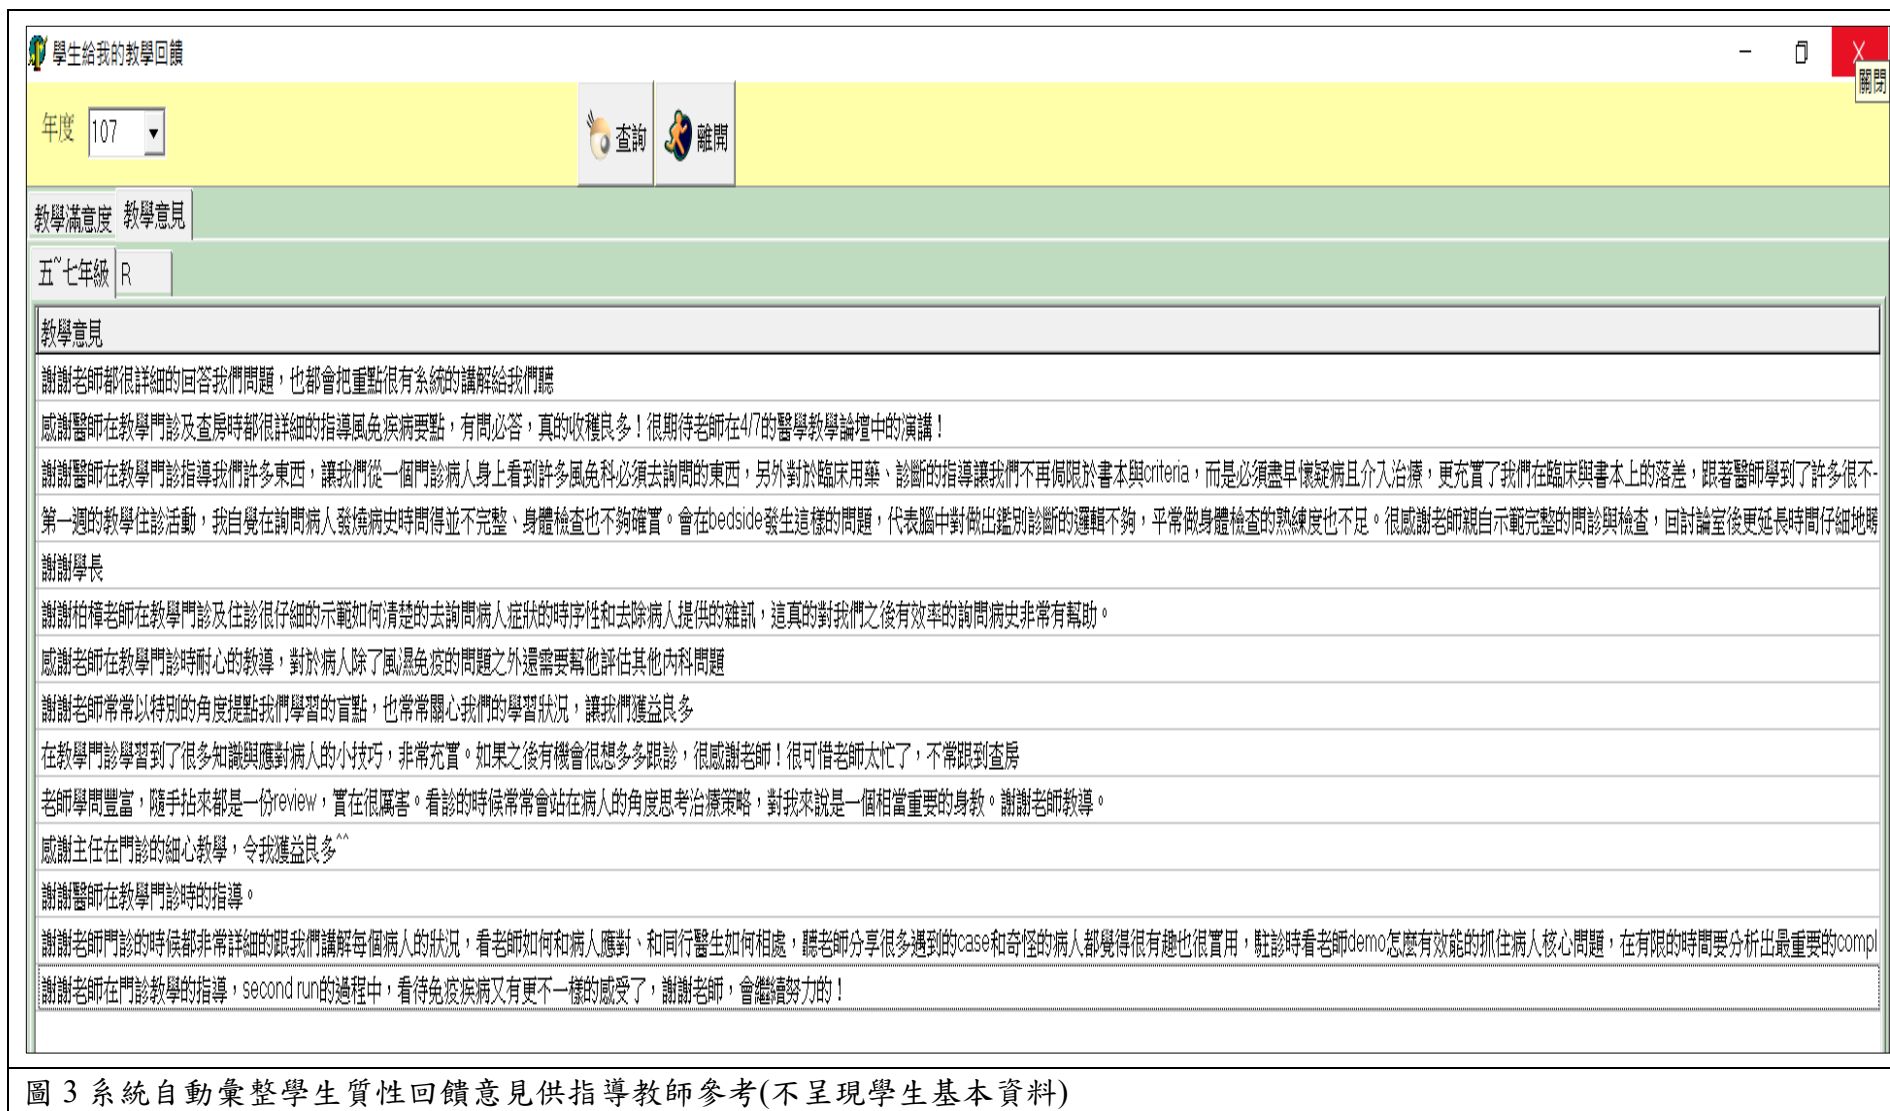 學生給我的教學回饋
關閉
年度 107
查詢 離開
教學滿意度 教學意見
五~七年級 R
教學意見
謝謝老師都很詳細的回答我們問題，也都會把重點很有系統的講解給我們聽
感謝醫師在教學門診及查房時都很詳細的指導風免疾病要點，有問必答，真的收穫良多！很期待老師在4/7的醫學教學論壇中的演講！
謝謝醫師在教學門診指導我們許多東西，讓我們從一個門診病人身上看到許多風免科必須去詢問的東西，另外對於臨床用藥、診斷的指導讓我們不再侷限於書本與criteria，而是必須盡早懷疑病且介入治療，更充實了我們在臨床與書本上的落差，跟著醫師學到了許多很不-
第一週的教學住診活動，我自覺在詢問病人發燒病史時問得並不完整、身體檢查也不夠確實。會在bedside發生這樣的問題，代表腦中對做出鑑別診斷的邏輯不夠，平常做身體檢查的熟練度也不足。很感謝老師親自示範完整的問診與檢查，回討論室後更延長時間仔細地
謝謝學長
謝謝柏樟老師在教學門診及住診很仔細的示範如何清楚的去詢問病人症狀的時序性和去除病人提供的雜訊，這真的對我們之後有效率的詢問病史非常有幫助。
感謝老師在教學門診時耐心的教導，對於病人除了風濕免疫的問題之外還需要幫他評估其他內科問題
謝謝老師常常以特別的角度提點我們學習的盲點，也常常關心我們的學習狀況，讓我們獲益良多
在教學門診學習到了很多知識與應對病人的小技巧，非常充實。如果之後有機會很想多多跟診，很感謝老師！很可惜老師太忙了，不常跟到查房
老師學問豐富，隨手拈來都是一份review，實在很厲害。看診的時候常常會站在病人的角度思考治療策略，對我來說是一個相當重要的身教。謝謝老師教導。
感謝主任在門診的細心教學，令我獲益良多^^
謝謝醫師在教學門診時的指導。
謝謝老師門診的時候都非常詳細的跟我們講解每個病人的狀況，看老師如何和病人應對、和同行醫生如何相處，聽老師分享很多遇到的case和奇怪的病人都覺得很有趣也很實用，駐診時看老師demo怎麼有效能的抓住病人核心問題，在有限的時間要分析出最重要的compl
謝謝老師在門診教學的指導，second run的過程中，看待免疫疾病又有更不一樣的感受了，謝謝老師，會繼續努力的！
圖 3 系統自動彙整學生質性回饋意見供指導教師參考(不呈現學生基本資料)